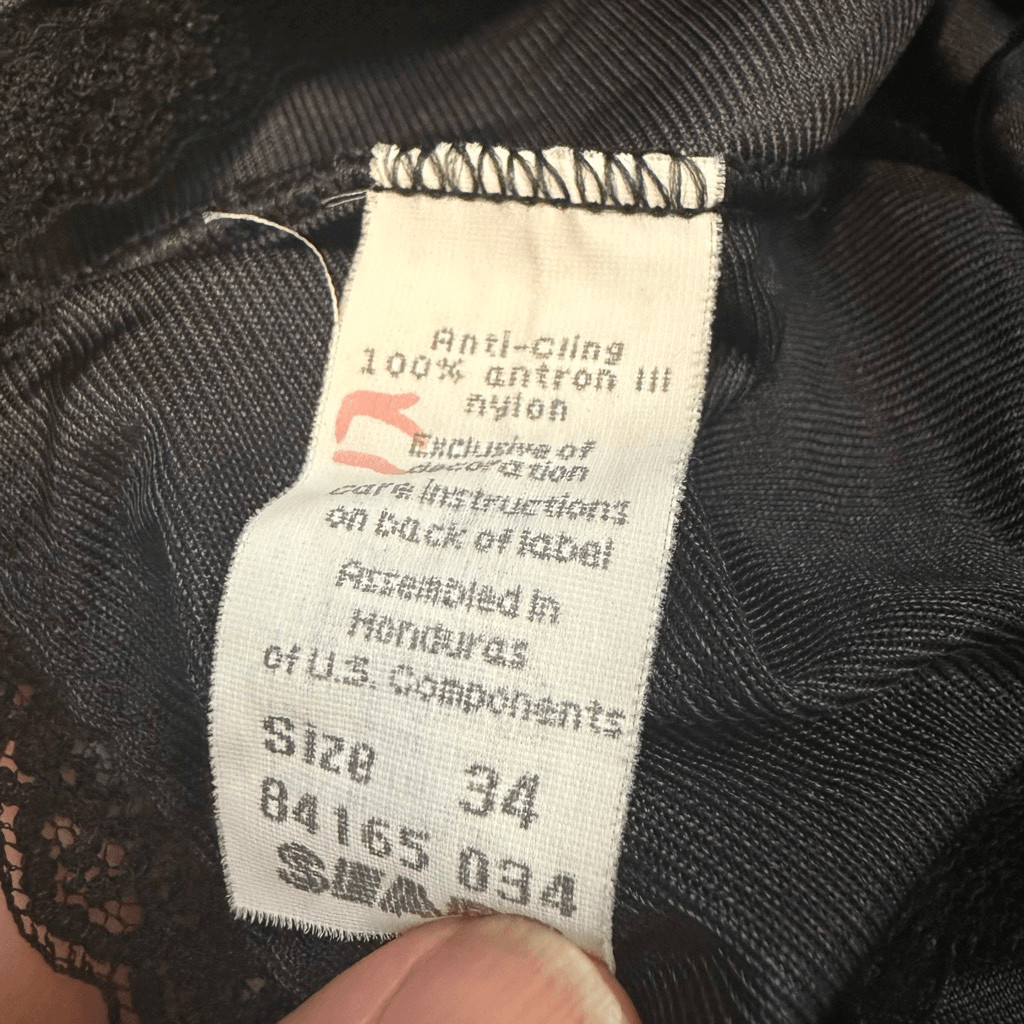 Anti-Cling
100% antron III
nylon
Exclusive of
decoration
care instructions
on back of label
Assembled in
Honduras
of U.S. Components
Size 34
84165 034